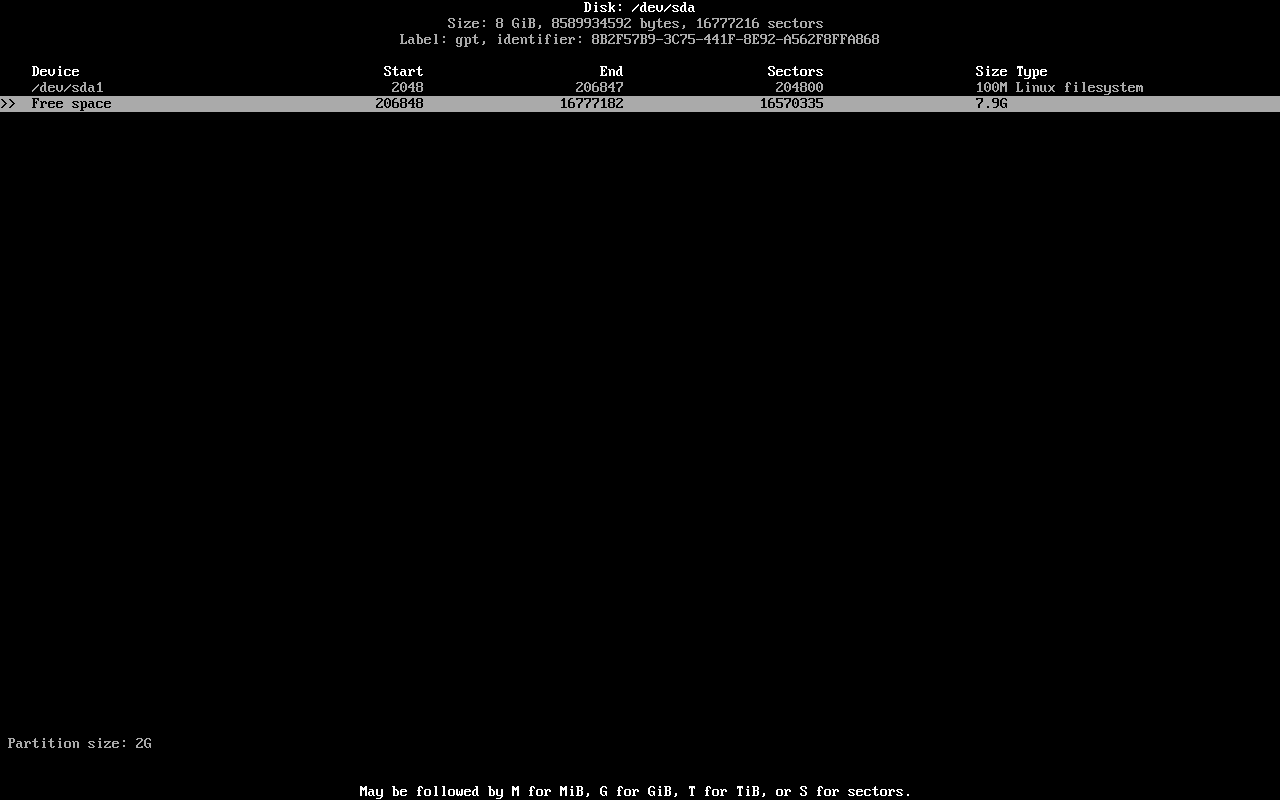 Disk: /dev/sda
Size: 8 GiB, 8589934592 bytes, 16777216 sectors
Label: gpt, identifier: 8B2F57B9-3C75-441F-8E92-A562F8FFA868
Device Start End Sectors Size Type
/dev/sda1 2048 206847 204800 100M Linux filesystem
>> Free space 206848 16777182 16570335 7.9G
Partition size: 2G
May be followed by M for MiB, G for GiB, T for TiB, or S for sectors.